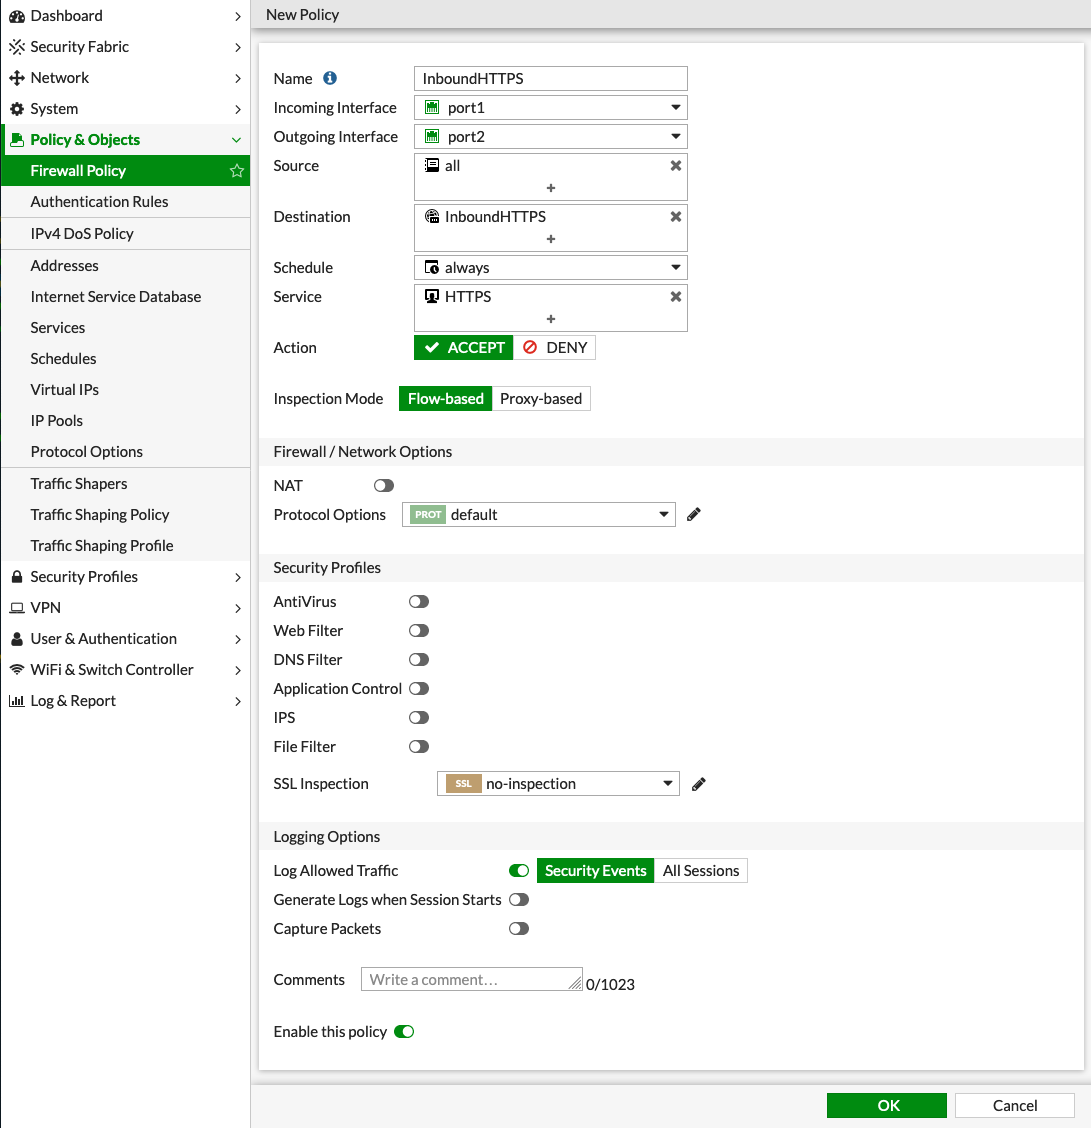 Dashboard
Security Fabric
Network
System
Policy & Objects
Firewall Policy
Authentication Rules
IPv4 DoS Policy
Addresses
Internet Service Database
Services
Schedules
Virtual IPs
IP Pools
Protocol Options
Traffic Shapers
Traffic Shaping Policy
Traffic Shaping Profile
Security Profiles
VPN
User & Authentication
WiFi & Switch Controller
Log & Report
New Policy
Name InboundHTTPS
Incoming Interface port1
Outgoing Interface port2
Source all
+
Destination InboundHTTPS
+
Schedule always
Service HTTPS
+
Action ACCEPT DENY
Inspection Mode Flow-based Proxy-based
Firewall / Network Options
NAT
Protocol Options PROT default
Security Profiles
AntiVirus
Web Filter
DNS Filter
Application Control
IPS
File Filter
SSL Inspection SSL no-inspection
Logging Options
Log Allowed Traffic Security Events All Sessions
Generate Logs when Session Starts
Capture Packets
Comments Write a comment... 0/1023
Enable this policy
OK Cancel